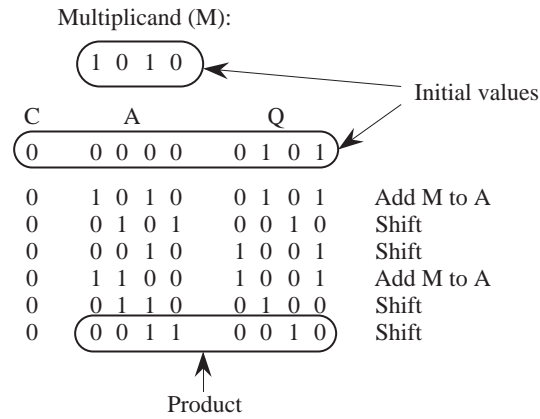 Multiplicand (M):
1 0 1 0
Initial values
C A Q
0 0 0 0 0 0 1 0 1
0 1 0 1 0 0 1 0 1 Add M to A
0 0 1 0 1 0 0 1 0 Shift
0 0 0 1 0 1 0 0 1 Shift
0 1 1 0 0 1 0 0 1 Add M to A
0 0 1 1 0 0 1 0 0 Shift
0 0 0 1 1 0 0 1 0 Shift
Product